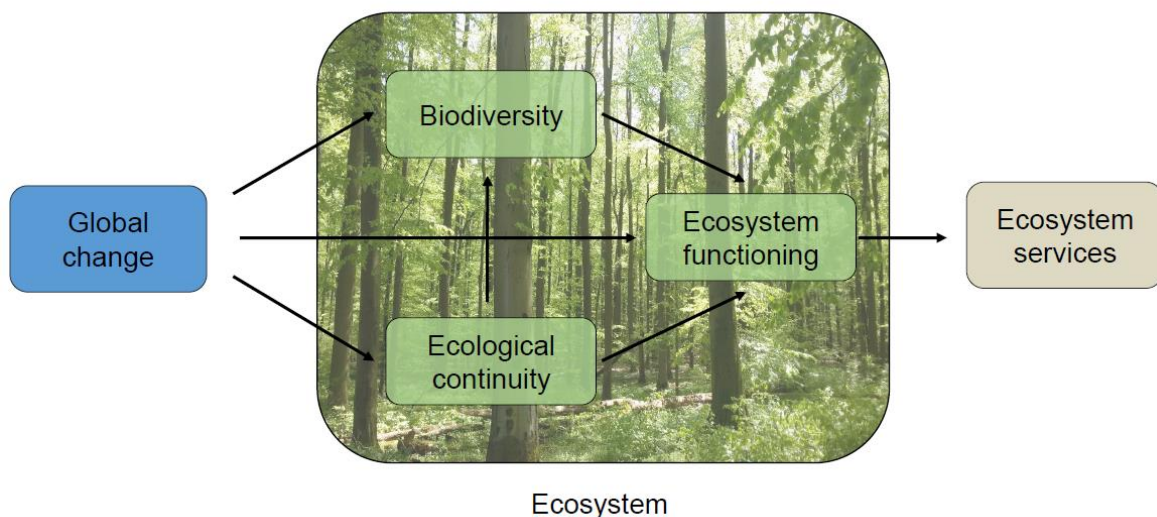 Biodiversity
Global
change
Ecosystem
functioning
Ecosystem
services
Ecological
continuity
Ecosystem